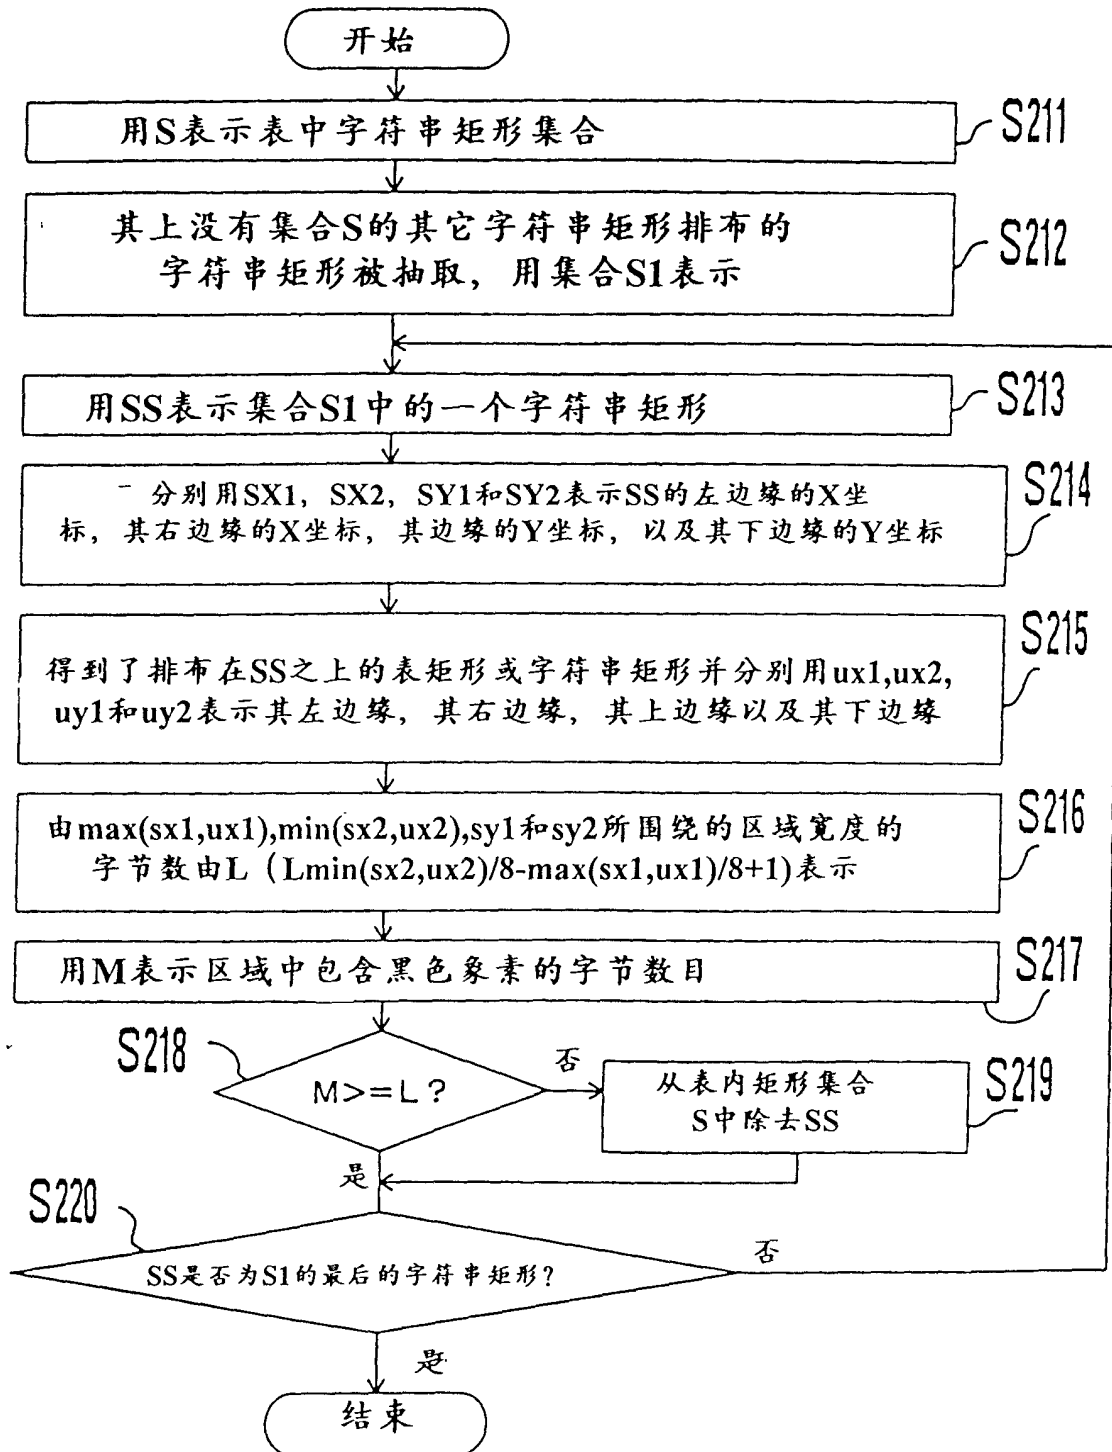 开始
用S表示表中字符串矩形集合
S211
其上没有集合S的其它字符串矩形排布的
字符串矩形被抽取，用集合S1表示
S212
用SS表示集合S1中的一个字符串矩形
S213
分别用SX1，SX2，SY1和SY2表示SS的左边缘的X坐
标，其右边缘的X坐标，其边缘的Y坐标，以及其下边缘的Y坐标
S214
得到了排布在SS之上的表矩形或字符串矩形并分别用ux1,ux2,
uy1和uy2表示其左边缘，其右边缘，其上边缘以及其下边缘
S215
由max(sx1,ux1),min(sx2,ux2),sy1和sy2所围绕的区域宽度的
字节数由L（Lmin(sx2,ux2)/8-max(sx1,ux1)/8+1)表示
S216
用M表示区域中包含黑色象素的字节数目
S217
S218
M>=L？
否
从表内矩形集合
S中除去SS
S219
是
S220
SS是否为S1的最后的字符串矩形？
否
是
结束